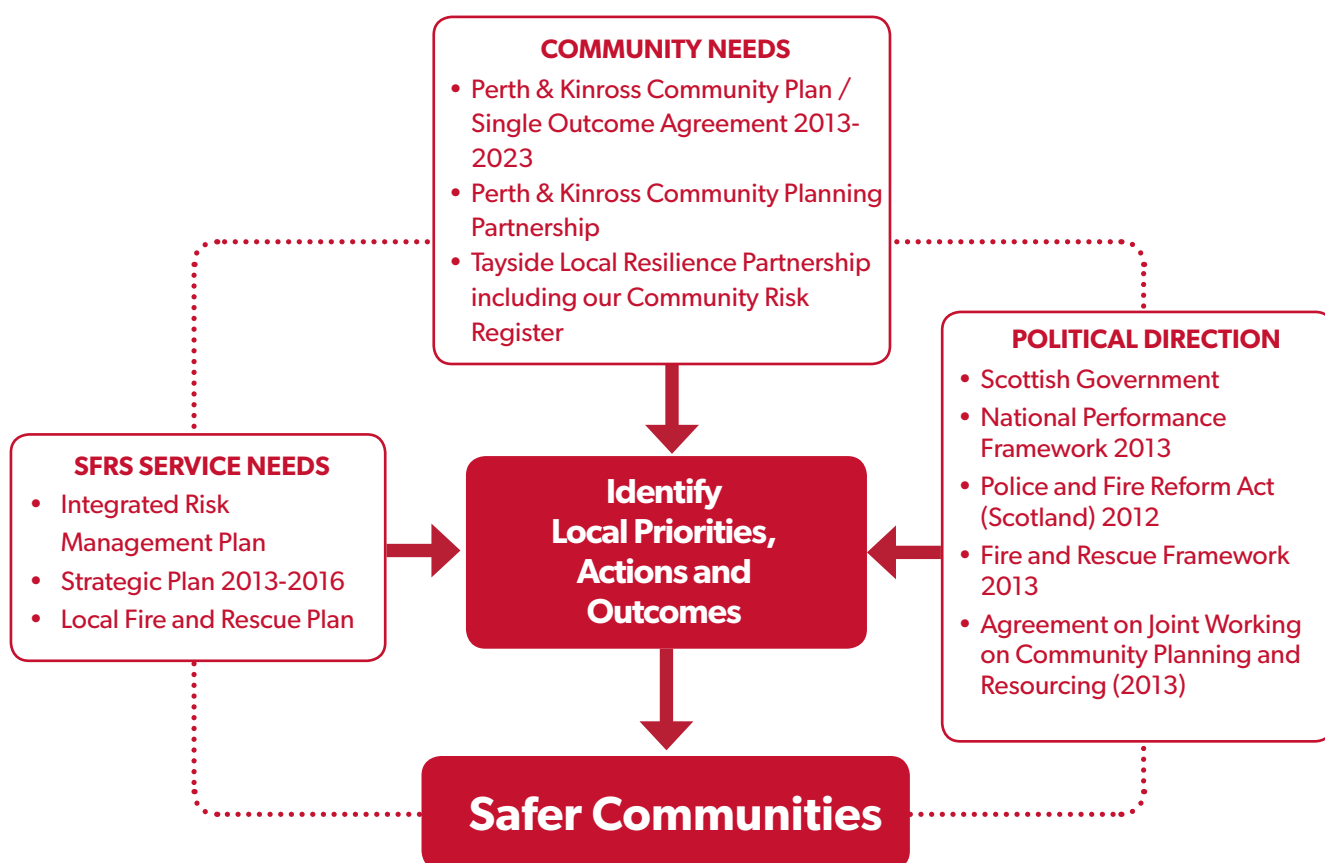 COMMUNITY NEEDS
• Perth & Kinross Community Plan /
Single Outcome Agreement 2013-
2023
• Perth & Kinross Community Planning
Partnership
• Tayside Local Resilience Partnership
including our Community Risk
Register
POLITICAL DIRECTION
• Scottish Government
• National Performance
Framework 2013
• Police and Fire Reform Act
(Scotland) 2012
• Fire and Rescue Framework
2013
• Agreement on Joint Working
on Community Planning and
Resourcing (2013)
SFRS SERVICE NEEDS
• Integrated Risk
Management Plan
• Strategic Plan 2013-2016
• Local Fire and Rescue Plan
Identify
Local Priorities,
Actions and
Outcomes
Safer Communities